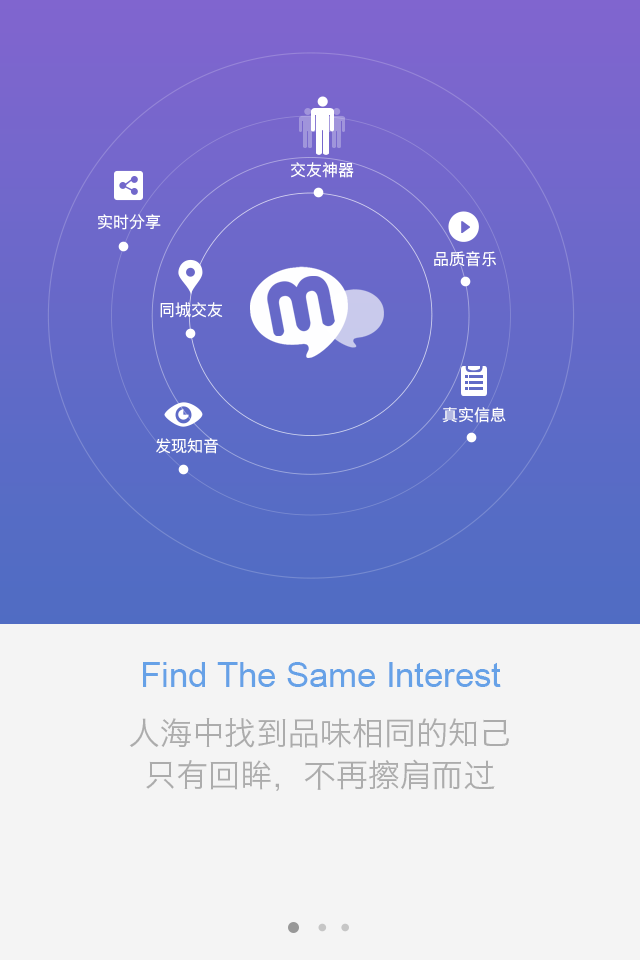 交友神器
实时分享
品质音乐
同城交友
m
真实信息
发现知音
Find The Same Interest
人海中找到品味相同的知己
只有回眸，不再擦肩而过